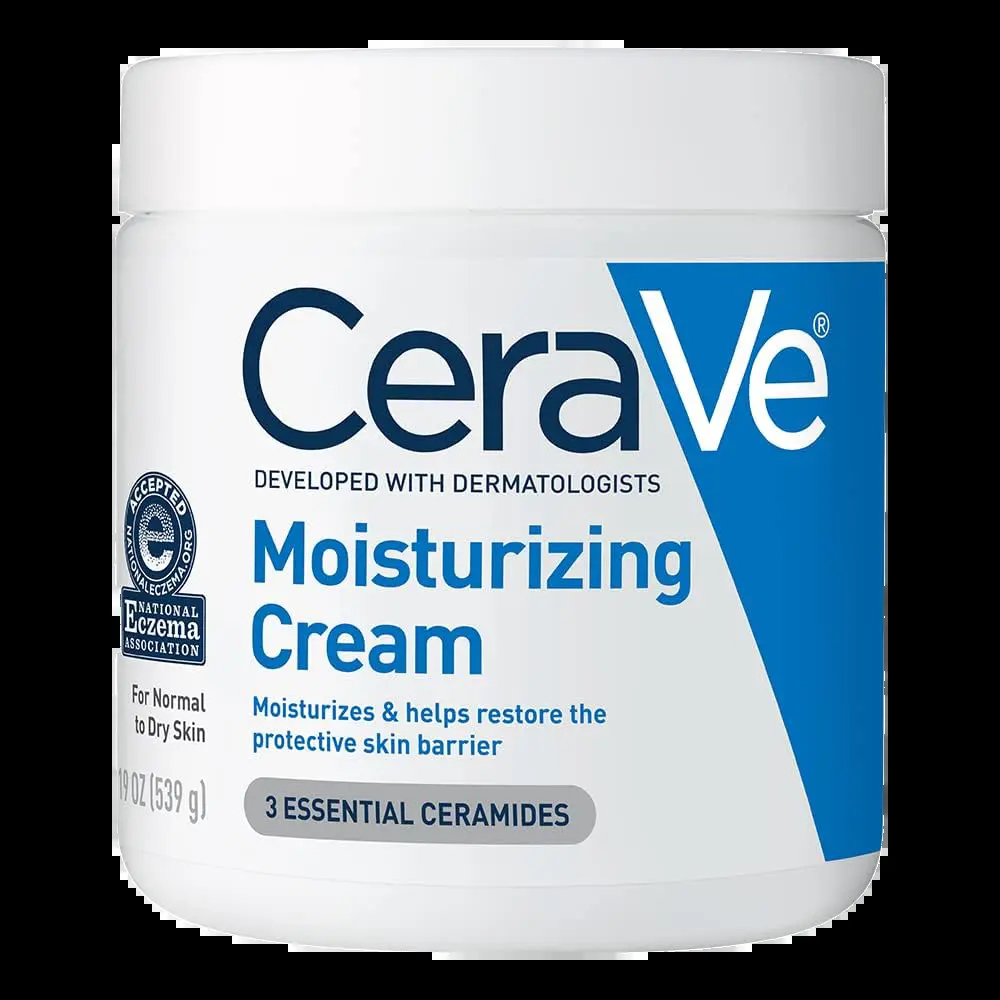 CeraVe®
DEVELOPED WITH DERMATOLOGISTS
Moisturizing
Cream
Moisturizes & helps restore the
protective skin barrier
3 ESSENTIAL CERAMIDES
ACCEPTED
NATIONALECZEMA.ORG
e
NATIONAL
Eczema
ASSOCIATION
For Normal
to Dry Skin
19 OZ (539 g)